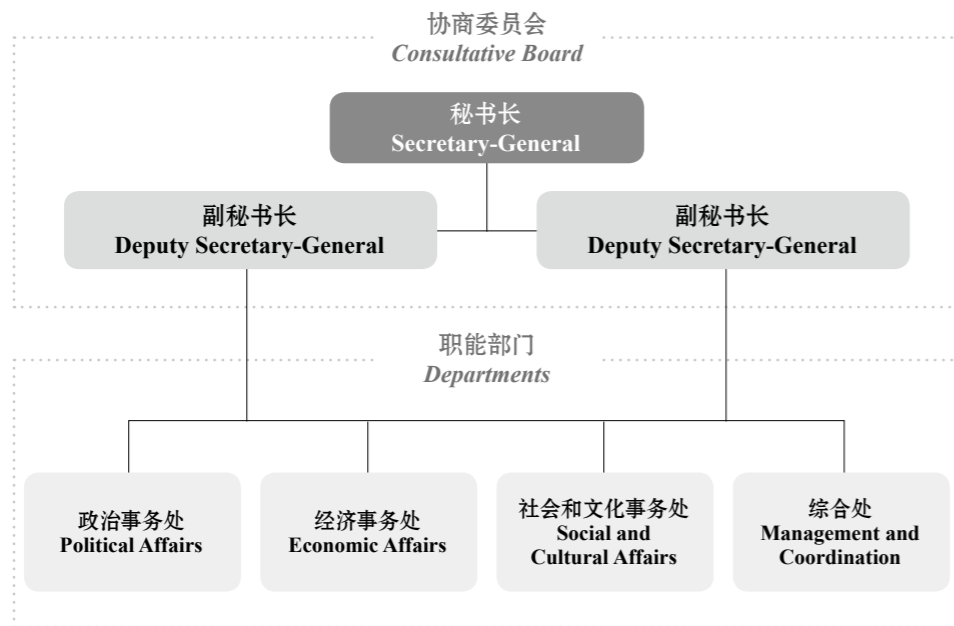 协商委员会
Consultative Board
秘书长
Secretary-General
副秘书长
Deputy Secretary-General
副秘书长
Deputy Secretary-General
职能部门
Departments
政治事务处
Political Affairs
经济事务处
Economic Affairs
社会和文化事务处
Social and
Cultural Affairs
综合处
Management and
Coordination